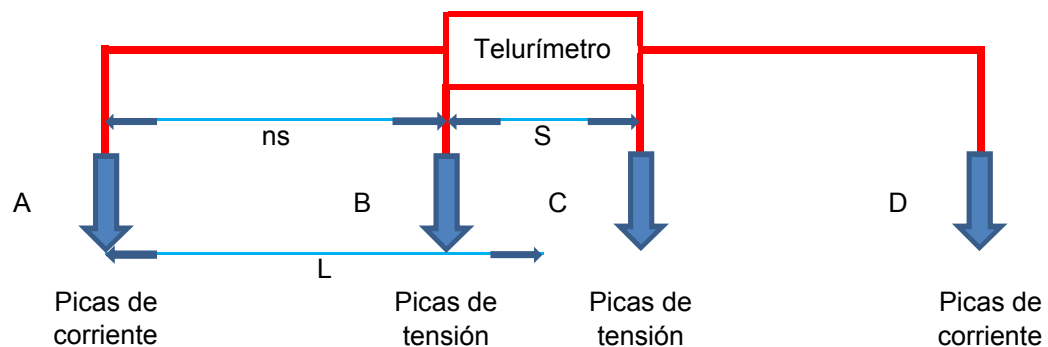 Telurímetro
ns
S
A
B
C
D
L
Picas de
corriente
Picas de
tensión
Picas de
tensión
Picas de
corriente